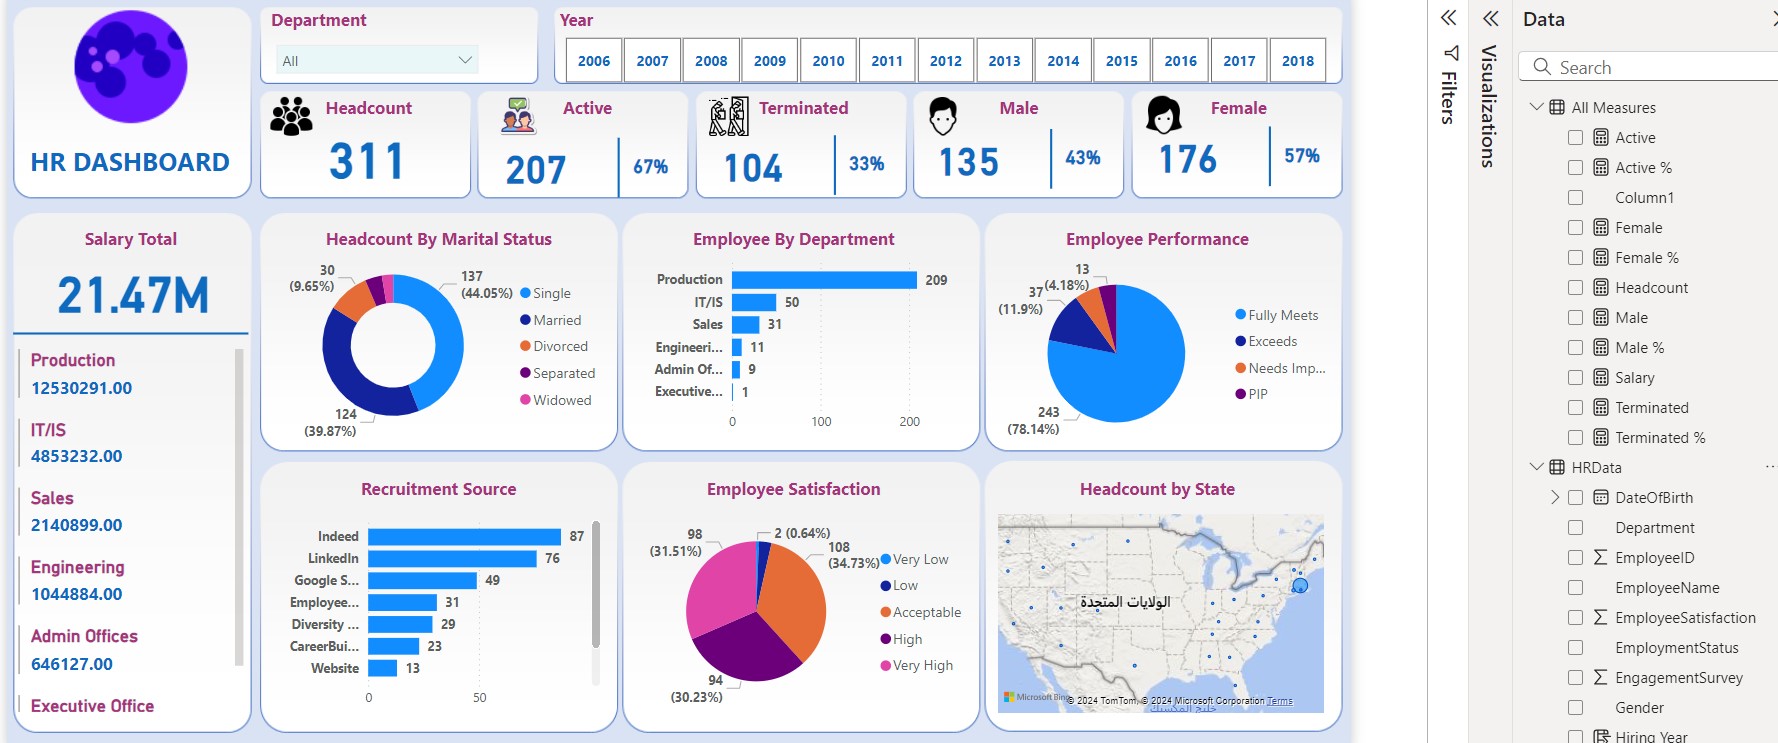 HR DASHBOARD
Department
All
Year
2006 2007 2008 2009 2010 2011 2012 2013 2014 2015 2016 2017 2018
Headcount
311
Active
207 67%
Terminated
104 33%
Male
135 43%
Female
176 57%
Salary Total
21.47M
Production
12530291.00
IT/IS
4853232.00
Sales
2140899.00
Engineering
1044884.00
Admin Offices
646127.00
Executive Office
Headcount By Marital Status
30
(9.65%)
137
(44.05%)
124
(39.87%)
Single
Married
Divorced
Separated
Widowed
Employee By Department
Production 209
IT/IS 50
Sales 31
Engineeri... 11
Admin Of... 9
Executive... 1
0 100 200
Employee Performance
13
(4.18%)
37
(11.9%)
243
(78.14%)
Fully Meets
Exceeds
Needs Imp...
PIP
Recruitment Source
Indeed 87
LinkedIn 76
Google S... 49
Employee... 31
Diversity ... 29
CareerBui... 23
Website 13
0 50
Employee Satisfaction
2 (0.64%)
98
(31.51%)
108
(34.73%)
94
(30.23%)
Very Low
Low
Acceptable
High
Very High
Headcount by State
الولايات المتحدة
خليج المكسيك
Microsoft Bing
© 2024 TomTom, © 2024 Microsoft Corporation Terms
Filters
Visualizations
Data
Search
All Measures
Active
Active %
Column1
Female
Female %
Headcount
Male
Male %
Salary
Terminated
Terminated %
HRData
...
DateOfBirth
Department
EmployeeID
EmployeeName
EmployeeSatisfaction
EmploymentStatus
EngagementSurvey
Gender
Hiring Year